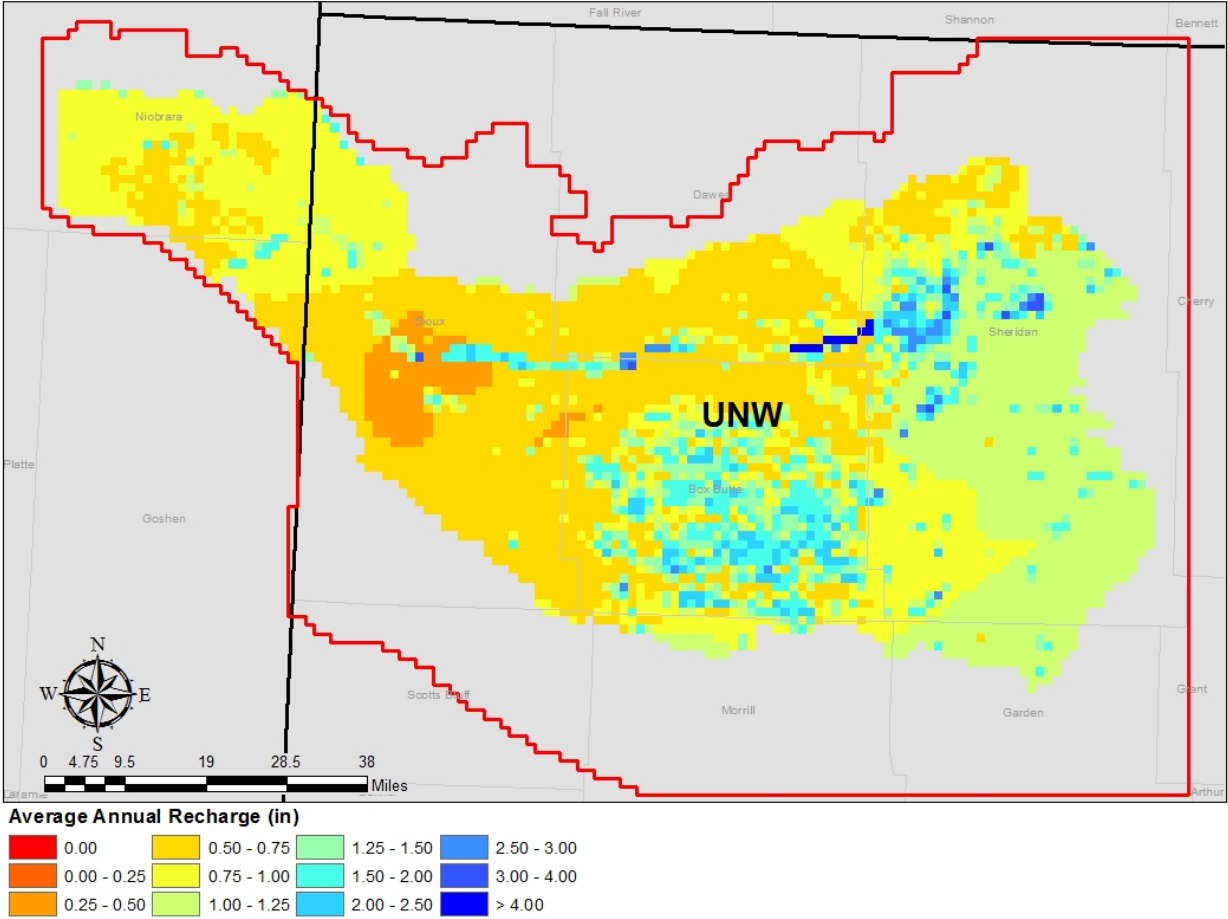 Fall River
Shannon
Bennett
Niobrara
Dawes
Cherry
Sioux
Sheridan
UNW
Platte
Box Butte
Goshen
N
W E
S
Scotts Bluff
Grant
Morrill
Garden
0 4.75 9.5 19 28.5 38
Miles
Laramie
Arthur
Average Annual Recharge (in)
0.00 0.50 - 0.75 1.25 - 1.50 2.50 - 3.00
0.00 - 0.25 0.75 - 1.00 1.50 - 2.00 3.00 - 4.00
0.25 - 0.50 1.00 - 1.25 2.00 - 2.50 > 4.00